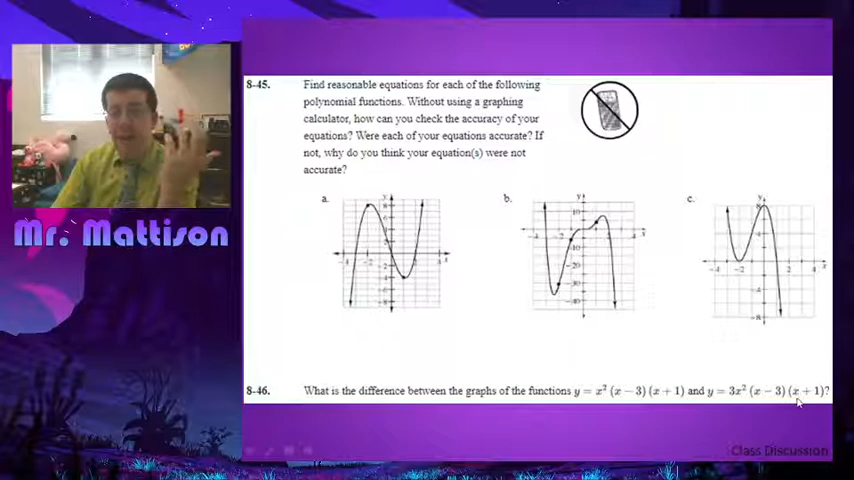 Mr. Mattison
8-45. Find reasonable equations for each of the following
polynomial functions. Without using a graphing
calculator, how can you check the accuracy of your
equations? Were each of your equations accurate? If
not, why do you think your equation(s) were not
accurate?
a. b. c.
8-46. What is the difference between the graphs of the functions y = x² (x − 3) (x + 1) and y = 3x² (x − 3) (x + 1)?
Class Discussion